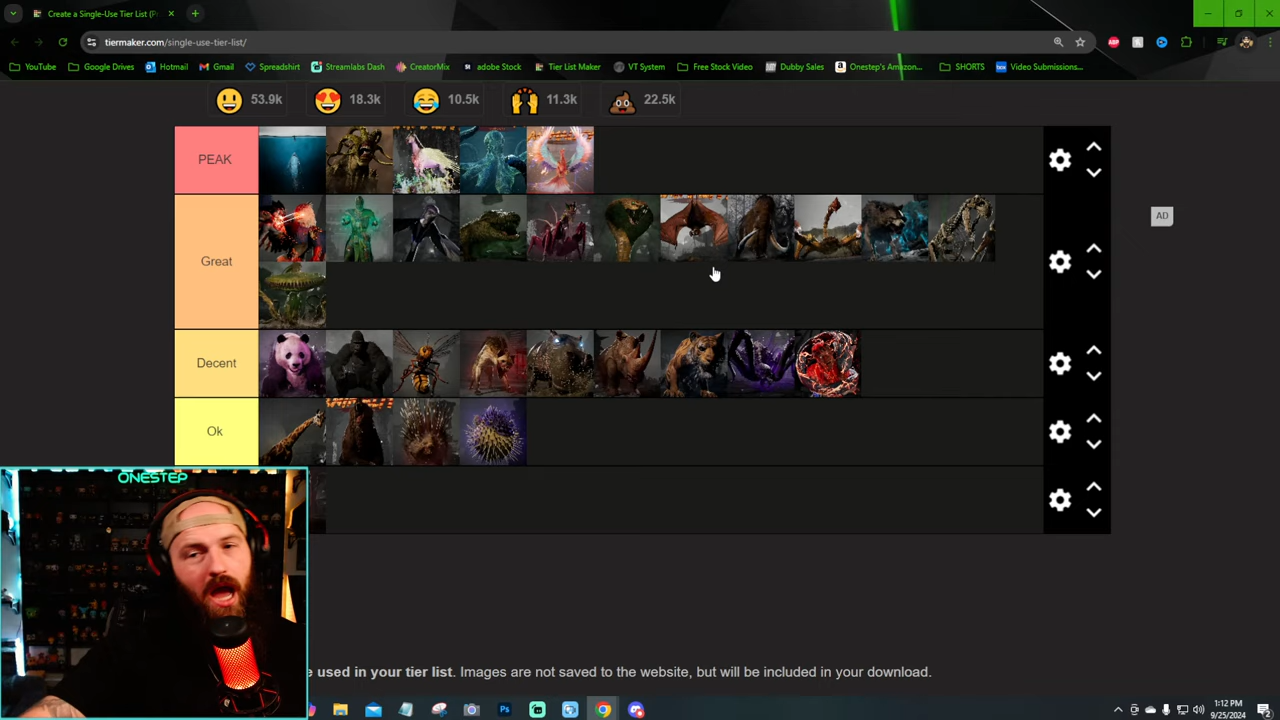 Create a Single-Use Tier List (P
tiermaker.com/single-use-tier-list/
ABP
YouTube
Google Drives
Hotmail
Gmail
Spreadshirt
Streamlabs Dash
CreatorMix
St adobe Stock
Tier List Maker
VT System
Free Stock Video
Dubby Sales
Onestep's Amazon...
SHORTS
Video Submissions...
53.9k
18.3k
10.5k
11.3k
22.5k
PEAK
Great
AD
Decent
Ok
ONESTEP
e used in your tier list. Images are not saved to the website, but will be included in your download.
Ps
1:12 PM
9/25/2024